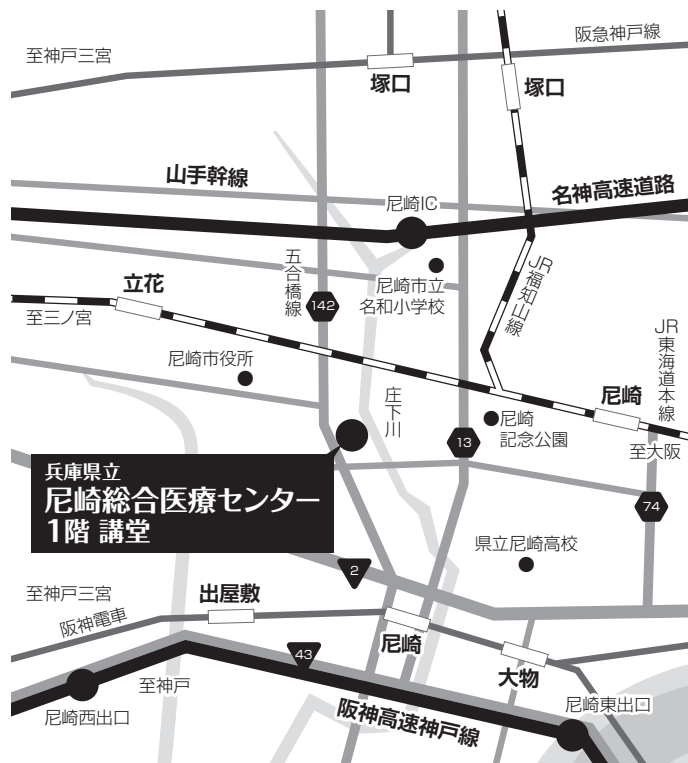 阪急神戸線
至神戸三宮
塚口
塚口
山手幹線
名神高速道路
尼崎IC
五合橋線
尼崎市立
名和小学校
JR福知山線
立花
142
至三ノ宮
JR東海道本線
尼崎市役所
庄下川
尼崎
尼崎
記念公園
13
至大阪
兵庫県立
尼崎総合医療センター
1階 講堂
74
県立尼崎高校
2
至神戸三宮
出屋敷
阪神電車
尼崎
43
大物
至神戸
尼崎東出口
尼崎西出口
阪神高速神戸線